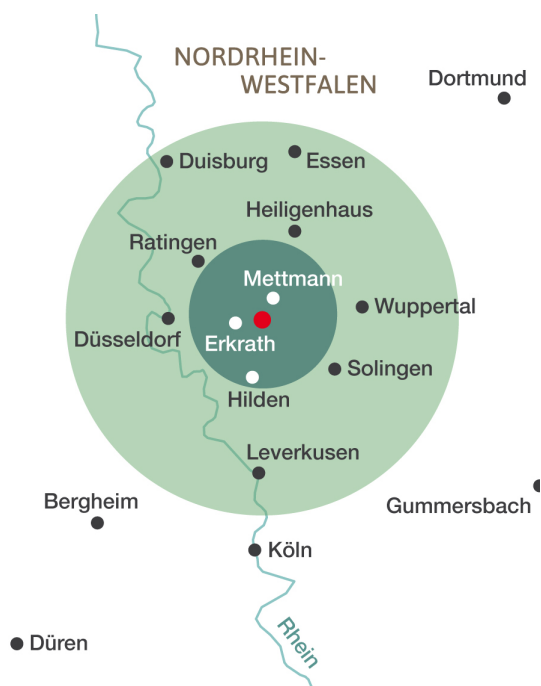 NORDRHEIN-
WESTFALEN
Dortmund
Duisburg
Essen
Heiligenhaus
Ratingen
Mettmann
Wuppertal
Düsseldorf
Erkrath
Solingen
Hilden
Leverkusen
Bergheim
Gummersbach
Köln
Rhein
Düren